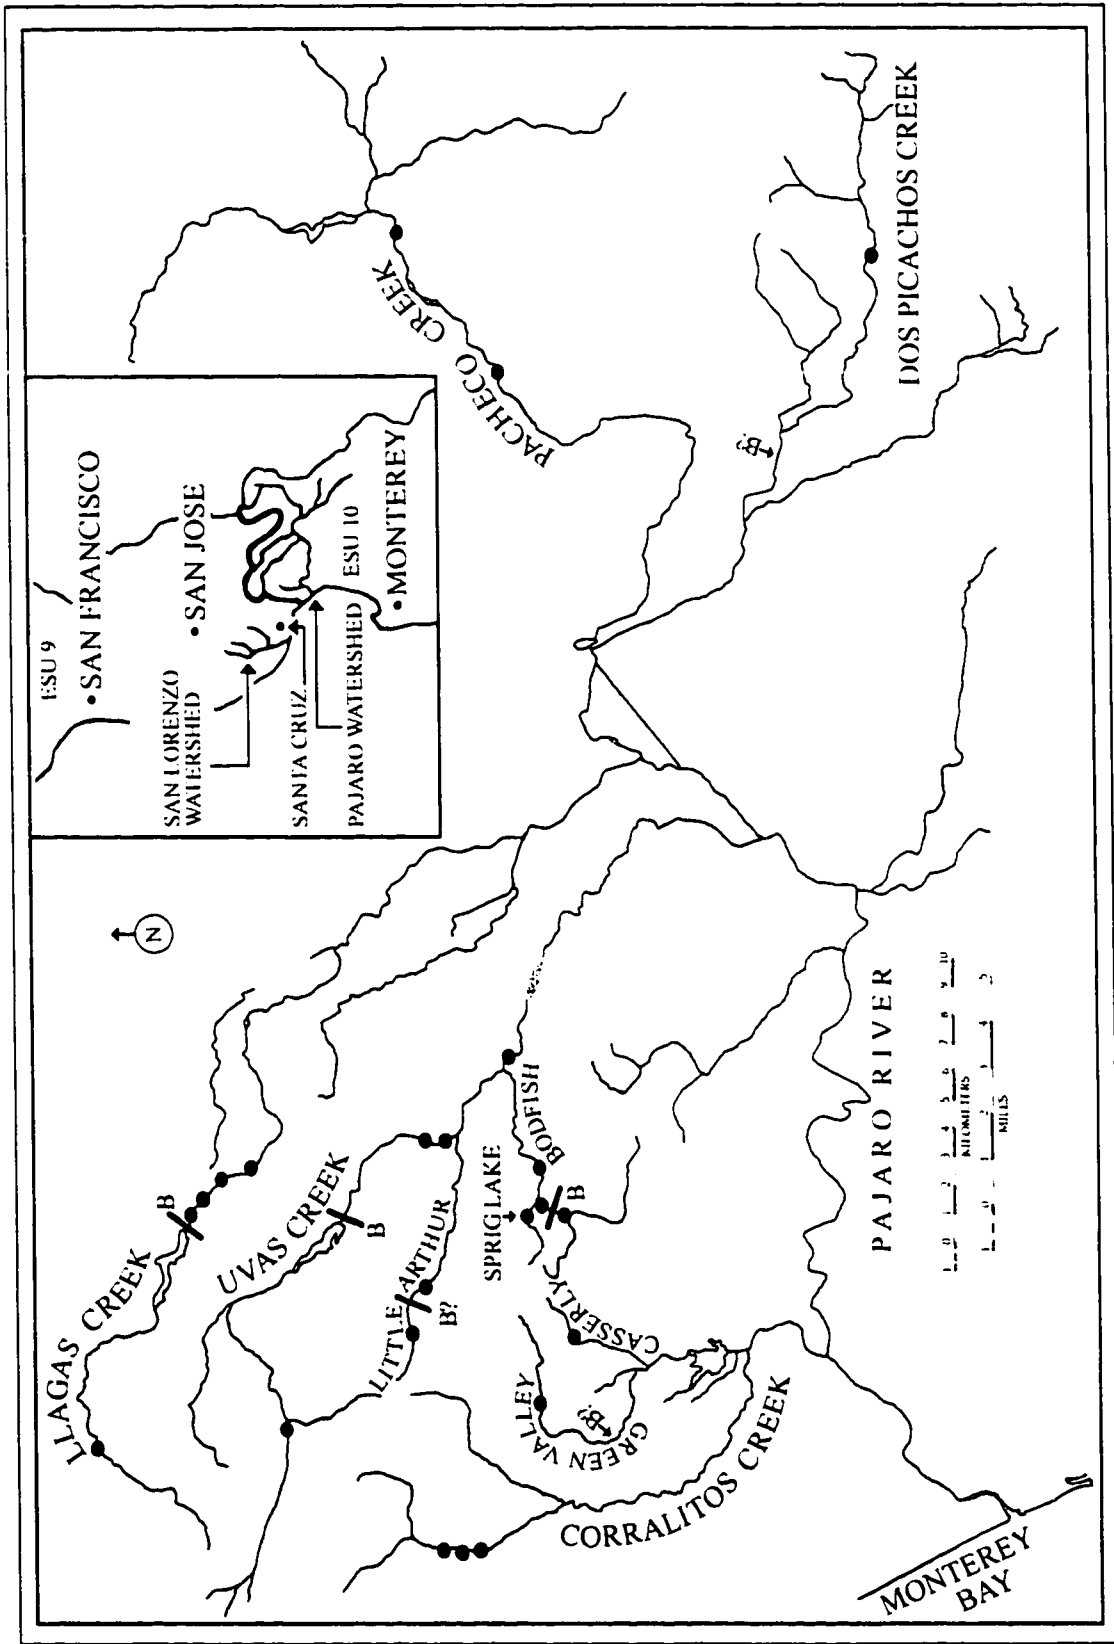 ESU 9
• SAN FRANCISCO
• SAN JOSE
SAN LORENZO
WATERSHED
SANTA CRUZ
PAJARO WATERSHED
ESU 10
• MONTEREY
N
LLAGAS CREEK
B
UVAS CREEK
B
LITTLE ARTHUR
B?
SPRIG LAKE
BODFISH
B
CASSERLY
GREEN VALLEY
B?
CORRALITOS CREEK
PACHECO CREEK
B?
DOS PICACHOS CREEK
PAJARO RIVER
KILOMETERS
MILES
MONTEREY
BAY